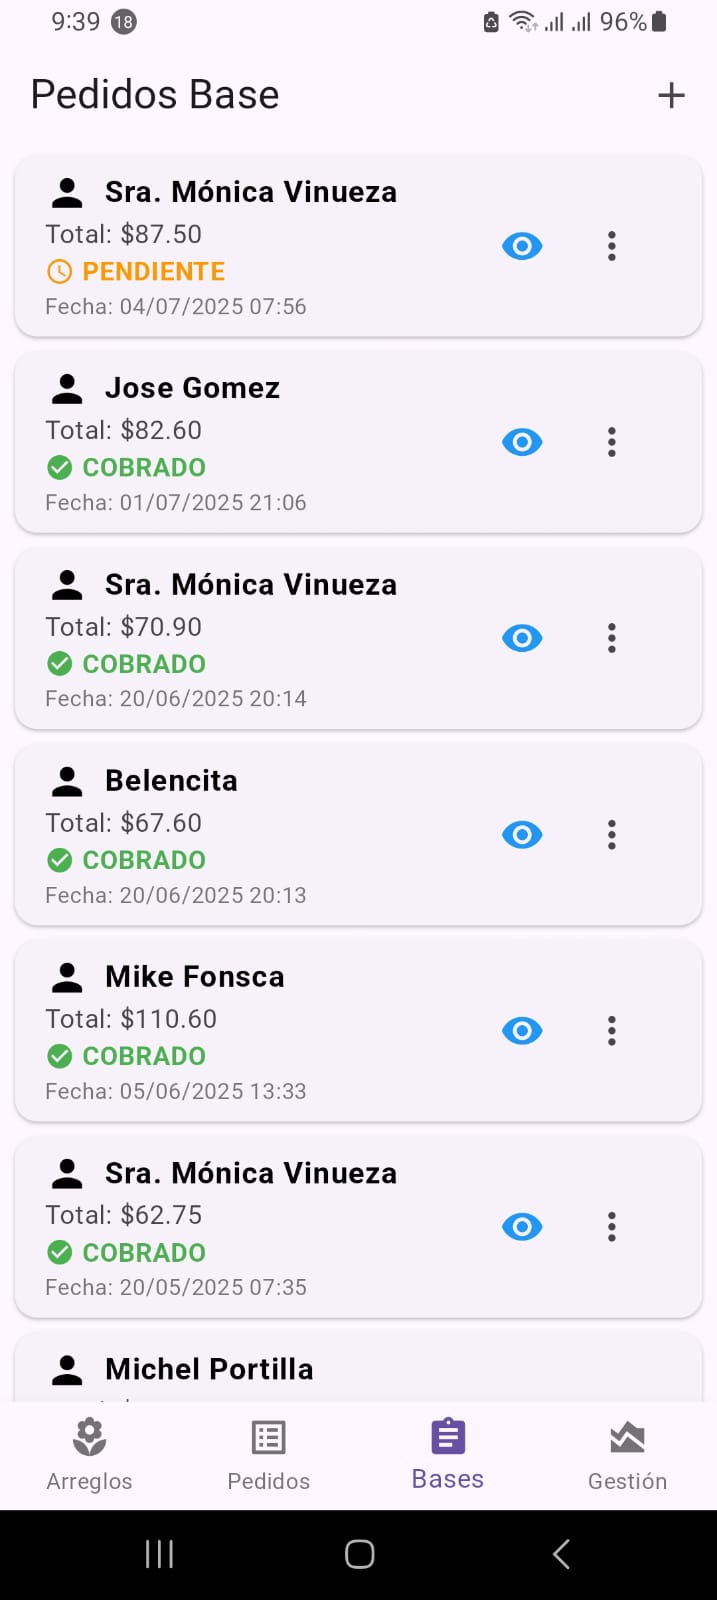 9:39 18 96%
Pedidos Base
Sra. Mónica Vinueza
Total: $87.50
PENDIENTE
Fecha: 04/07/2025 07:56
Jose Gomez
Total: $82.60
COBRADO
Fecha: 01/07/2025 21:06
Sra. Mónica Vinueza
Total: $70.90
COBRADO
Fecha: 20/06/2025 20:14
Belencita
Total: $67.60
COBRADO
Fecha: 20/06/2025 20:13
Mike Fonsca
Total: $110.60
COBRADO
Fecha: 05/06/2025 13:33
Sra. Mónica Vinueza
Total: $62.75
COBRADO
Fecha: 20/05/2025 07:35
Michel Portilla
Arreglos Pedidos Bases Gestión